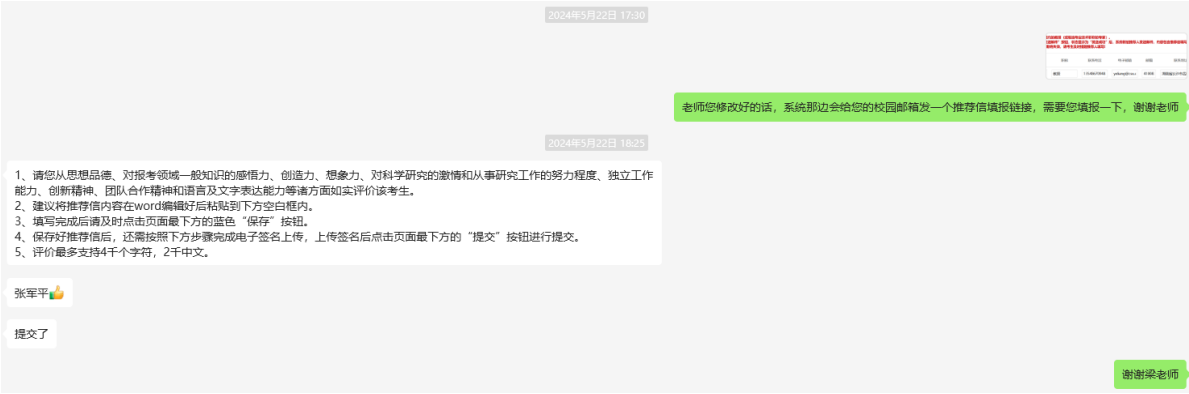 2024年5月22日 17:30
老师您修改好的话，系统那边会给您的校园邮箱发一个推荐信填报链接，需要您填报一下，谢谢老师
2024年5月22日 18:25
1、请您从思想品德、对报考领域一般知识的感悟力、创造力、想象力、对科学研究的激情和从事研究工作的努力程度、独立工作
能力、创新精神、团队合作精神和语言及文字表达能力等诸方面如实评价该考生。
2、建议将推荐信内容在word编辑好后粘贴到下方空白框内。
3、填写完成后请及时点击页面最下方的蓝色“保存”按钮。
4、保存好推荐信后，还需按照下方步骤完成电子签名上传，上传签名后点击页面最下方的“提交”按钮进行提交。
5、评价最多支持4千个字符，2千中文。
张军平👍
提交了
谢谢梁老师